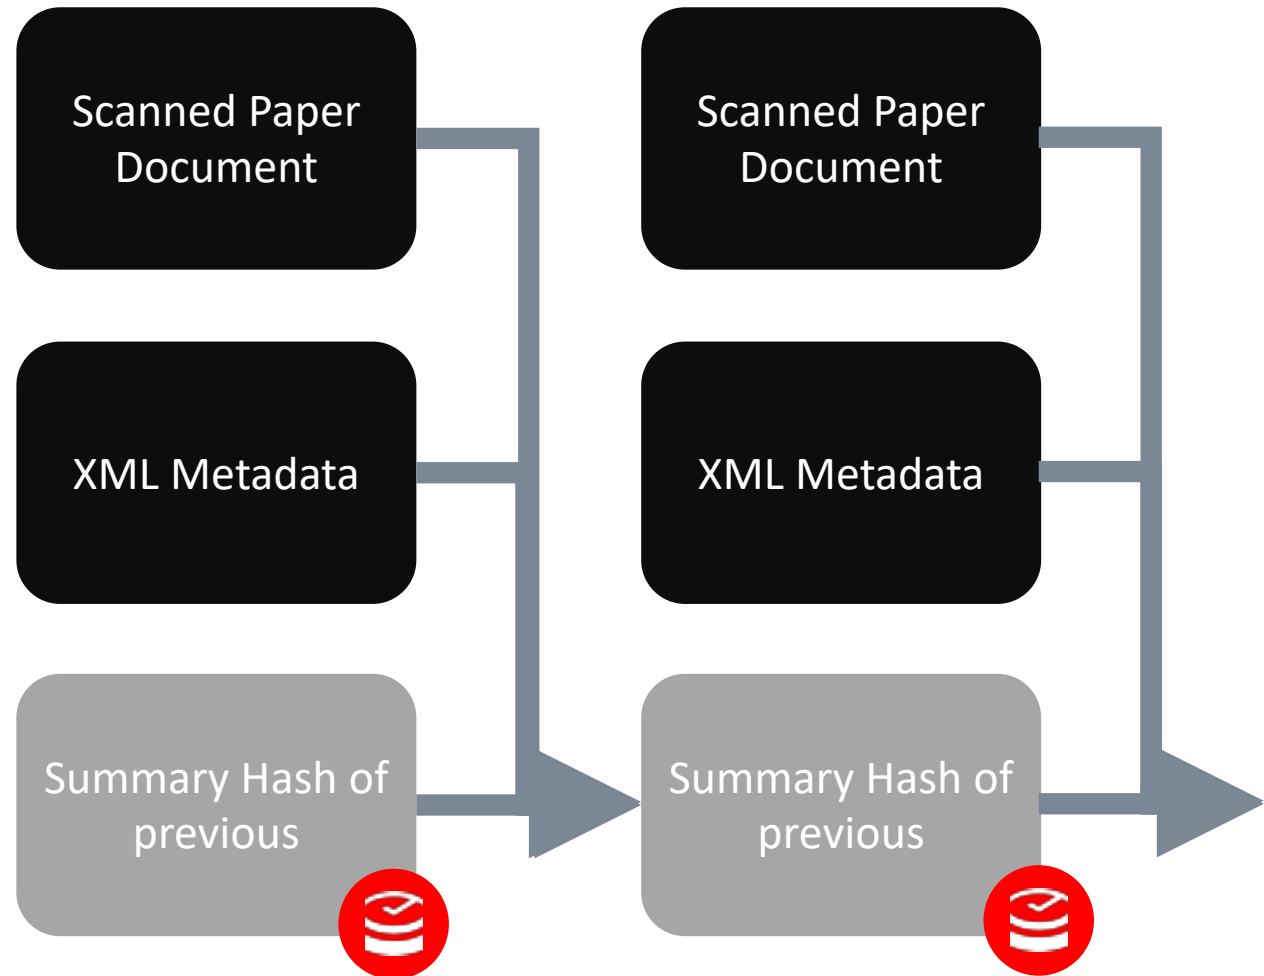 Scanned Paper
Document
XML Metadata
Summary Hash of
previous
Scanned Paper
Document
XML Metadata
Summary Hash of
previous